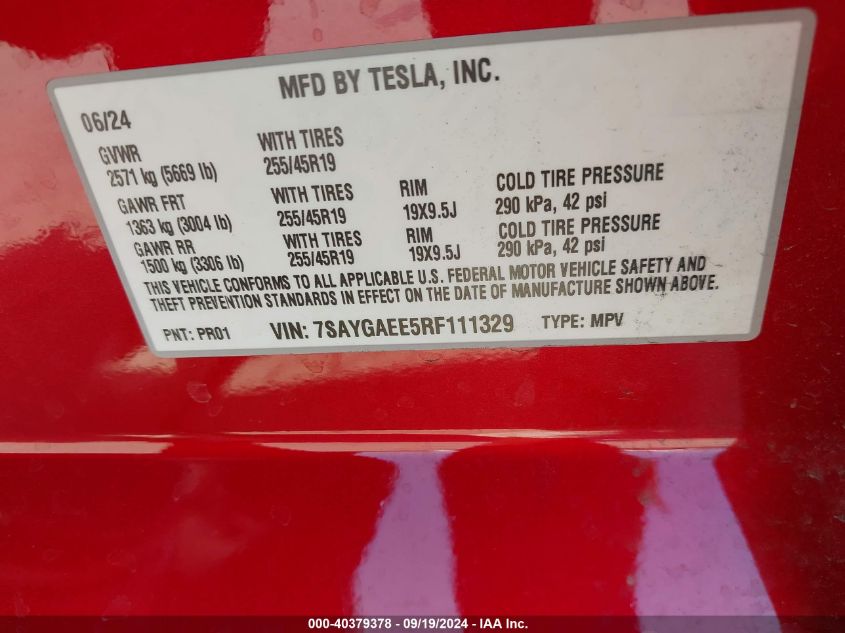 MFD BY TESLA, INC.
06/24
GVWR WITH TIRES
2571 kg (5669 lb) 255/45R19
GAWR FRT WITH TIRES RIM COLD TIRE PRESSURE
1363 kg (3004 lb) 255/45R19 19X9.5J 290 kPa, 42 psi
GAWR RR WITH TIRES RIM COLD TIRE PRESSURE
1500 kg (3306 lb) 255/45R19 19X9.5J 290 kPa, 42 psi
THIS VEHICLE CONFORMS TO ALL APPLICABLE U.S. FEDERAL MOTOR VEHICLE SAFETY AND
THEFT PREVENTION STANDARDS IN EFFECT ON THE DATE OF MANUFACTURE SHOWN ABOVE.
PNT: PR01 VIN: 7SAYGAEE5RF111329 TYPE: MPV
000-40379378 - 09/19/2024 - IAA Inc.